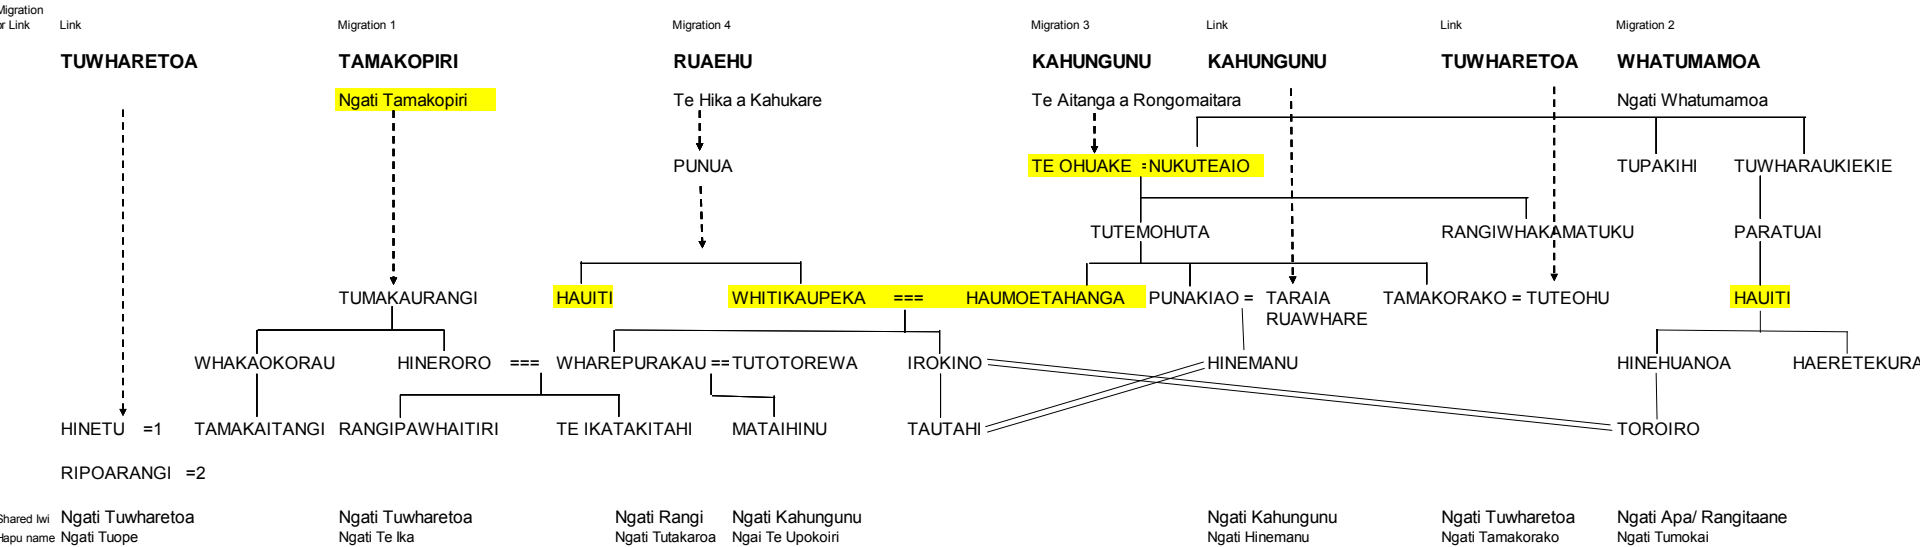 Migration
or Link Link Migration 1 Migration 4 Migration 3 Link Link Migration 2
TUWHARETOA TAMAKOPIRI RUAEHU KAHUNGUNU KAHUNGUNU TUWHARETOA WHATUMAMOA
Ngati Tamakopiri Te Hika a Kahukare Te Aitanga a Rongomaitara Ngati Whatumamoa
PUNUA TE OHUAKE =NUKUTEAIO TUPAKIHI TUWHARAUKIEKIE
TUTEMOHUTA RANGIWHAKAMATUKU PARATUAI
TUMAKAURANGI HAUITI WHITIKAUPEKA === HAUMOETAHANGA PUNAKIAO = TARAIA TAMAKORAKO = TUTEOHU HAUITI
RUAWHARE
WHAKAOKORAU HINERORO === WHAREPURAKAU == TUTOTOREWA IROKINO HINEMANU HINEHUANOA HAERETEKURA
HINETU =1 TAMAKAITANGI RANGIPAWHAITIRI TE IKATAKITAHI MATAIHINU TAUTAHI TOROIRO
RIPOARANGI =2
Shared Iwi Ngati Tuwharetoa Ngati Tuwharetoa Ngati Rangi Ngati Kahungunu Ngati Kahungunu Ngati Tuwharetoa Ngati Apa/ Rangitaane
Hapu name Ngati Tuope Ngati Te Ika Ngati Tutakaroa Ngai Te Upokoiri Ngati Hinemanu Ngati Tamakorako Ngati Tumokai